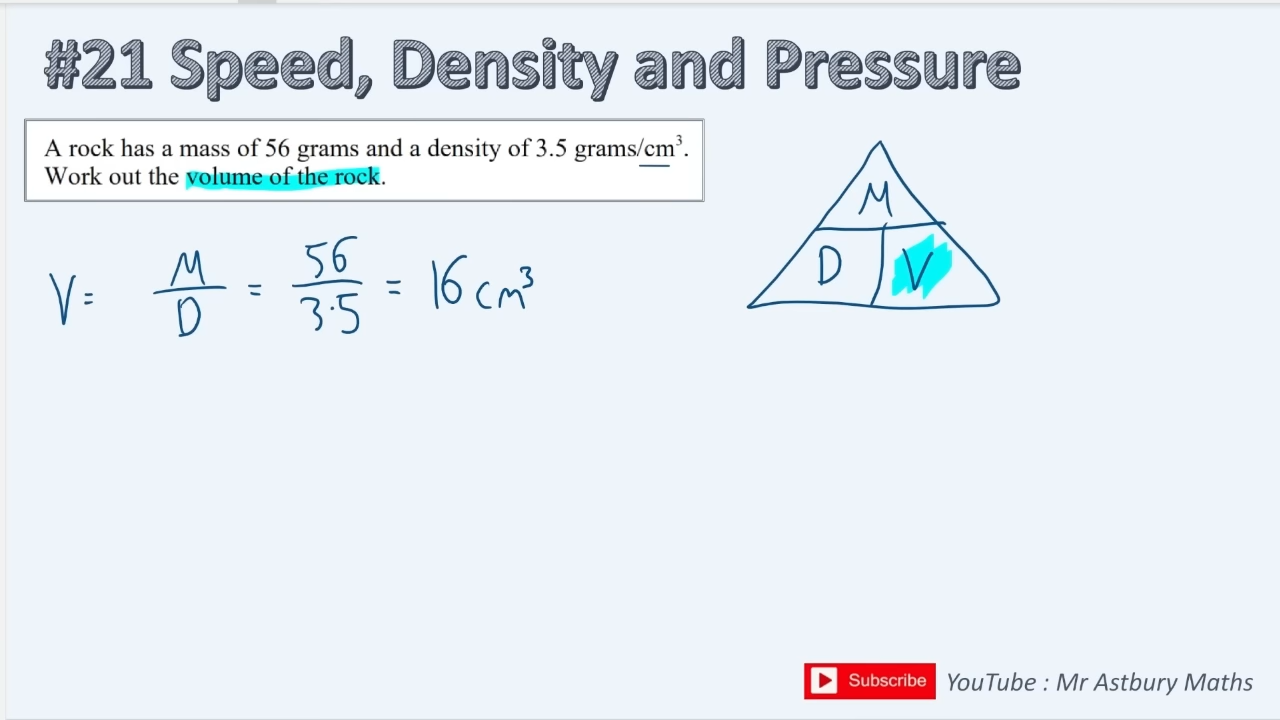 #21 Speed, Density and Pressure
A rock has a mass of 56 grams and a density of 3.5 grams/cm³.
Work out the volume of the rock.
V = M/D = 56/3.5 = 16 cm³
M
D V
Subscribe YouTube : Mr Astbury Maths